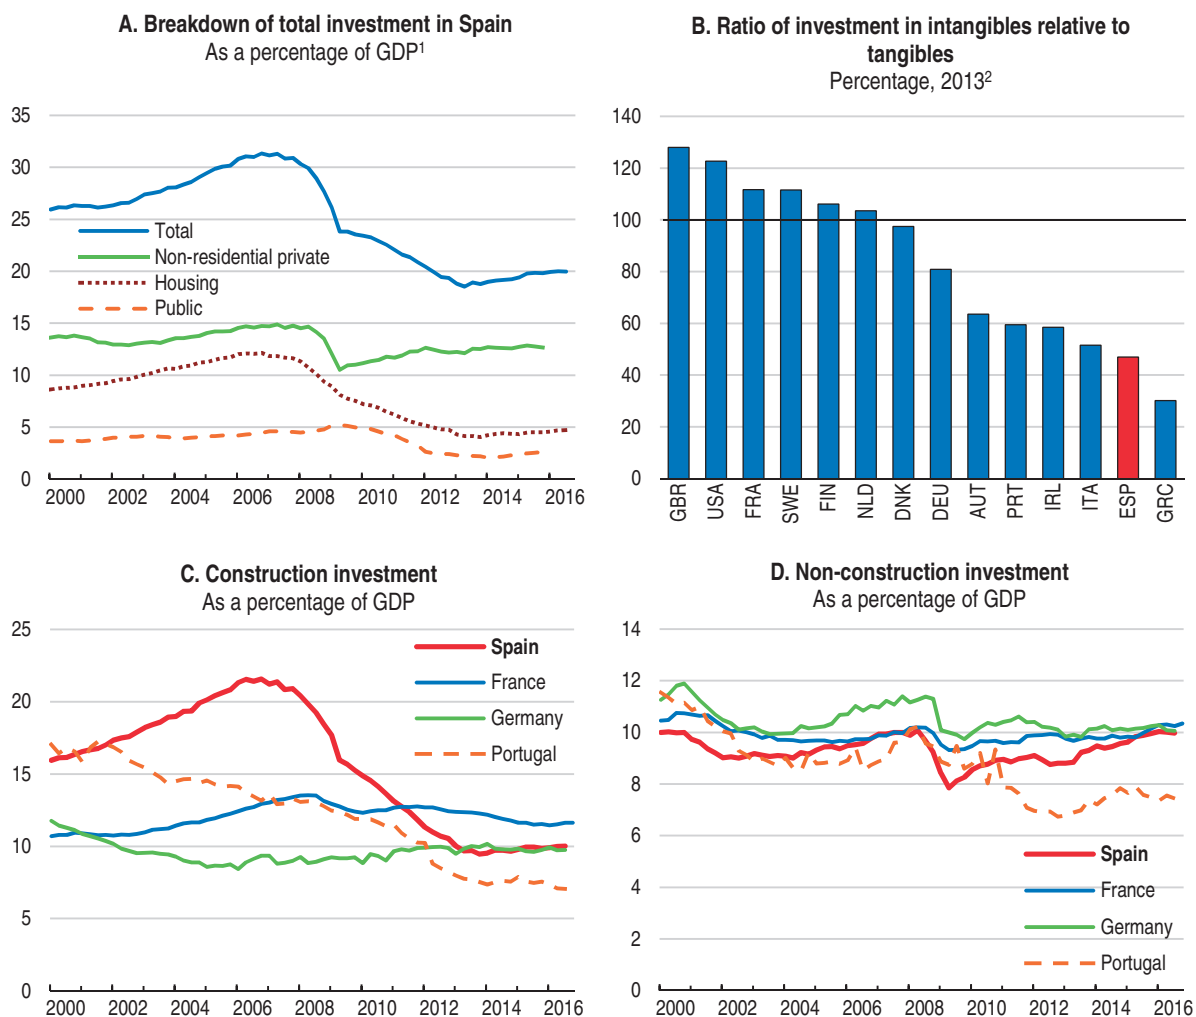 A. Breakdown of total investment in Spain
As a percentage of GDP¹
35
30
25
20
15
10
5
0
Total
Non-residential private
Housing
Public
2000 2002 2004 2006 2008 2010 2012 2014 2016
B. Ratio of investment in intangibles relative to
tangibles
Percentage, 2013²
140
120
100
80
60
40
20
0
GBR USA FRA SWE FIN NLD DNK DEU AUT PRT IRL ITA ESP GRC
C. Construction investment
As a percentage of GDP
25
20
15
10
5
0
Spain
France
Germany
Portugal
2000 2002 2004 2006 2008 2010 2012 2014 2016
D. Non-construction investment
As a percentage of GDP
14
12
10
8
6
4
2
0
Spain
France
Germany
Portugal
2000 2002 2004 2006 2008 2010 2012 2014 2016